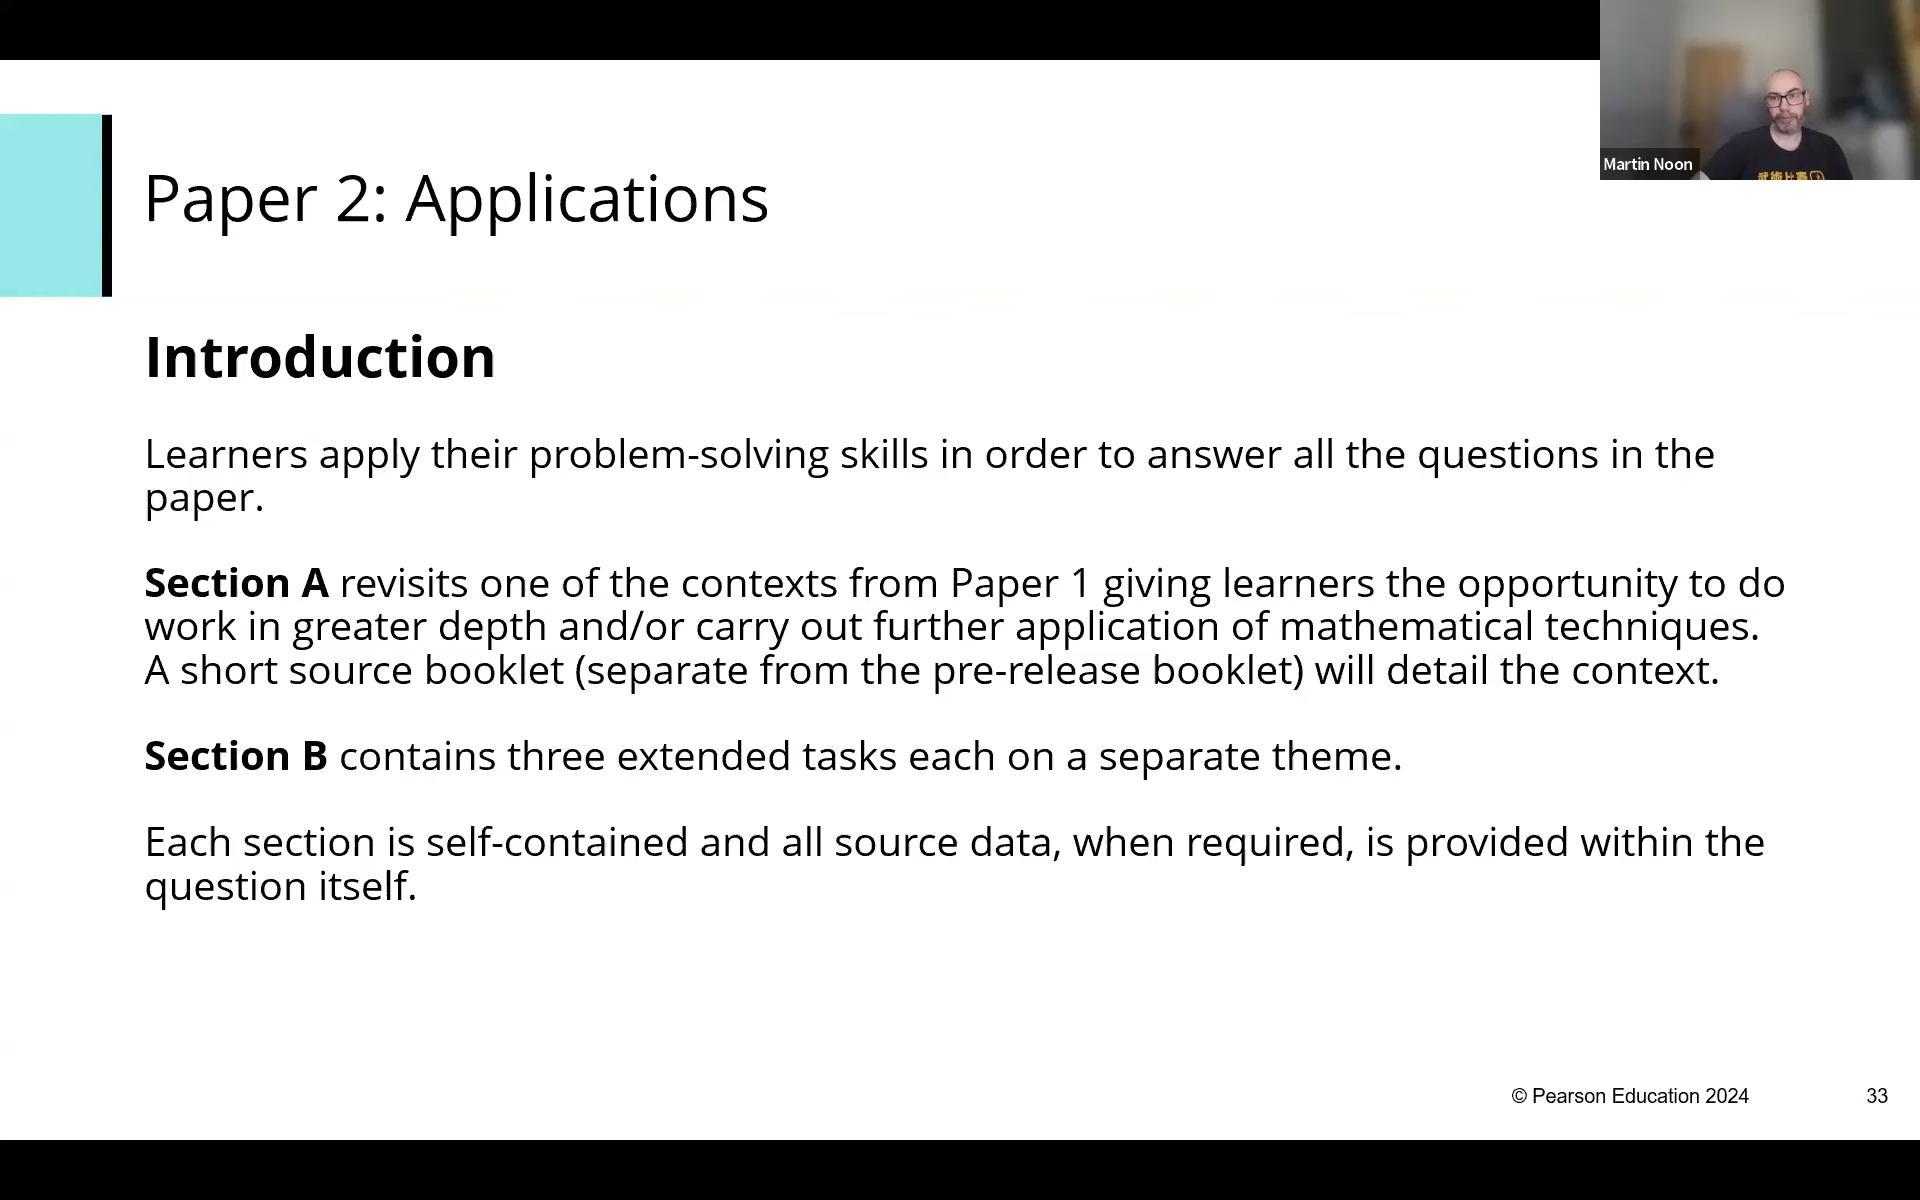 Martin Noon
Paper 2: Applications
Introduction
Learners apply their problem-solving skills in order to answer all the questions in the
paper.
Section A revisits one of the contexts from Paper 1 giving learners the opportunity to do
work in greater depth and/or carry out further application of mathematical techniques.
A short source booklet (separate from the pre-release booklet) will detail the context.
Section B contains three extended tasks each on a separate theme.
Each section is self-contained and all source data, when required, is provided within the
question itself.
© Pearson Education 2024
33